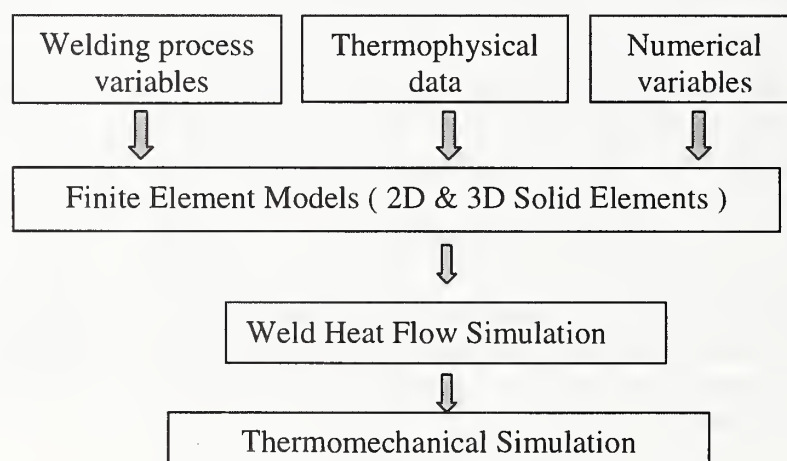 Welding process
variables
Thermophysical
data
Numerical
variables
Finite Element Models ( 2D & 3D Solid Elements )
Weld Heat Flow Simulation
Thermomechanical Simulation